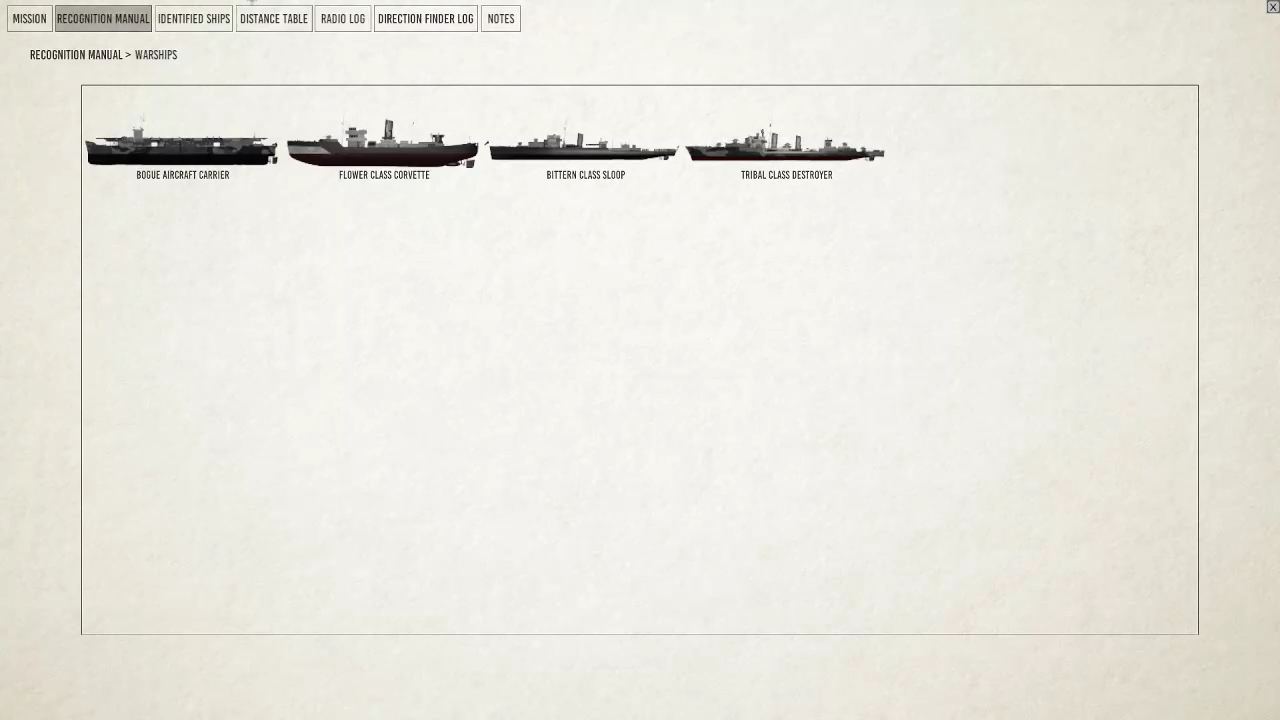 MISSION RECOGNITION MANUAL IDENTIFIED SHIPS DISTANCE TABLE RADIO LOG DIRECTION FINDER LOG NOTES X
RECOGNITION MANUAL > WARSHIPS
BOGUE AIRCRAFT CARRIER FLOWER CLASS CORVETTE BITTERN CLASS SLOOP TRIBAL CLASS DESTROYER